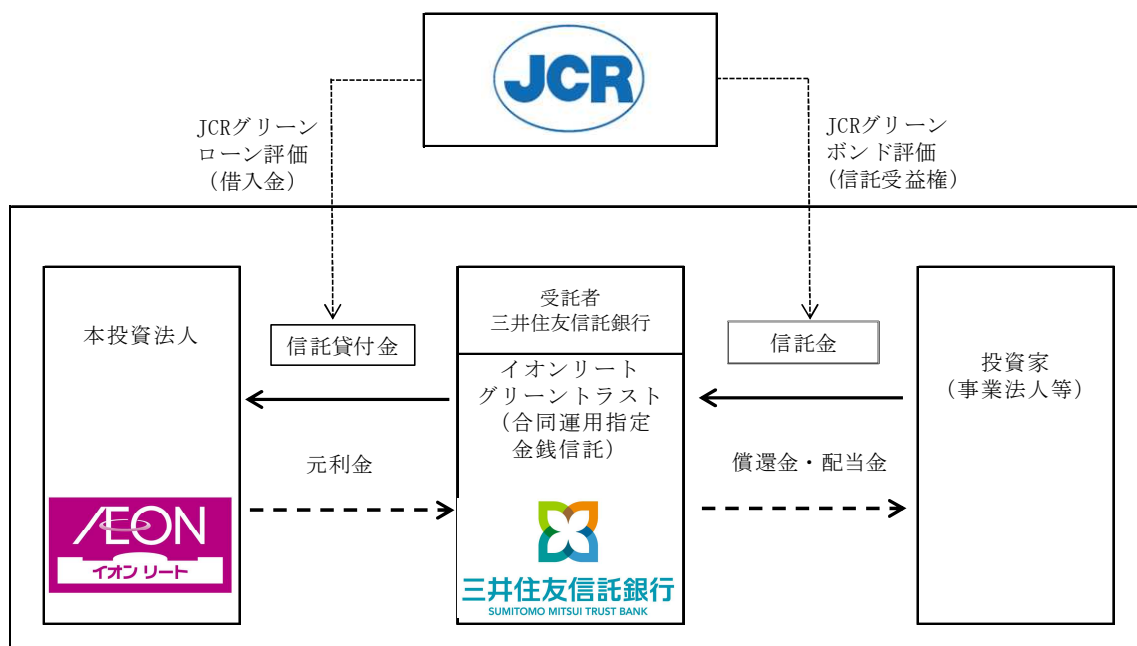 JCR
JCRグリーン
ローン評価
(借入金)
JCRグリーン
ボンド評価
(信託受益権)
本投資法人
信託貸付金
元利金
ÆON
イオン リート
受託者
三井住友信託銀行
イオンリート
グリーントラスト
(合同運用指定
金銭信託)
三井住友信託銀行
SUMITOMO MITSUI TRUST BANK
信託金
償還金・配当金
投資家
(事業法人等)